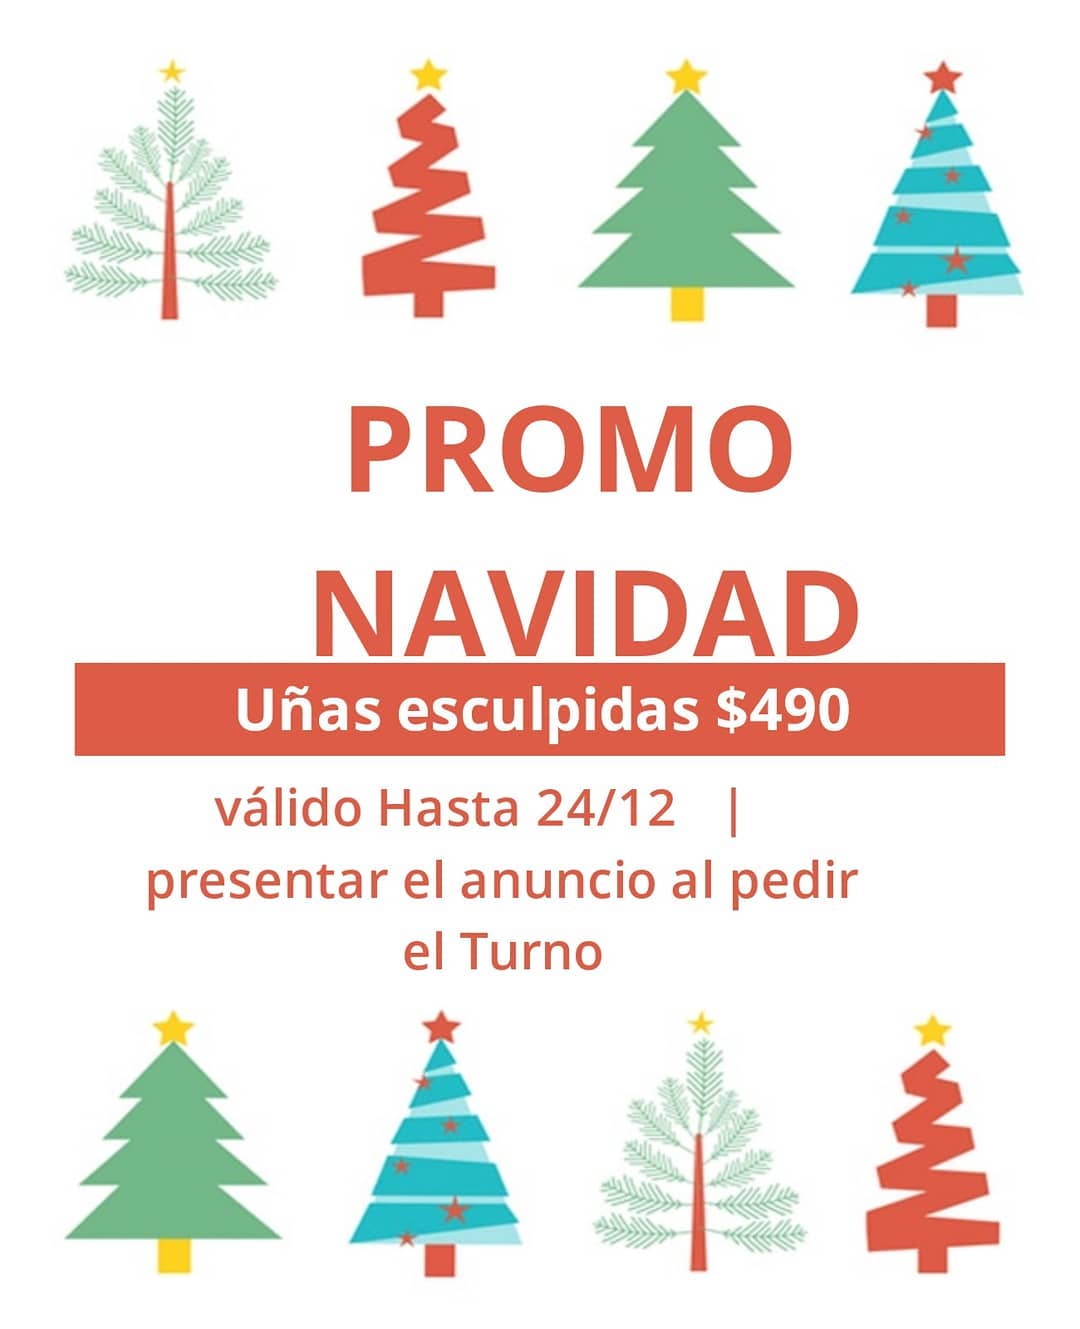 PROMO
NAVIDAD
Uñas esculpidas $490
válido Hasta 24/12 |
presentar el anuncio al pedir
el Turno